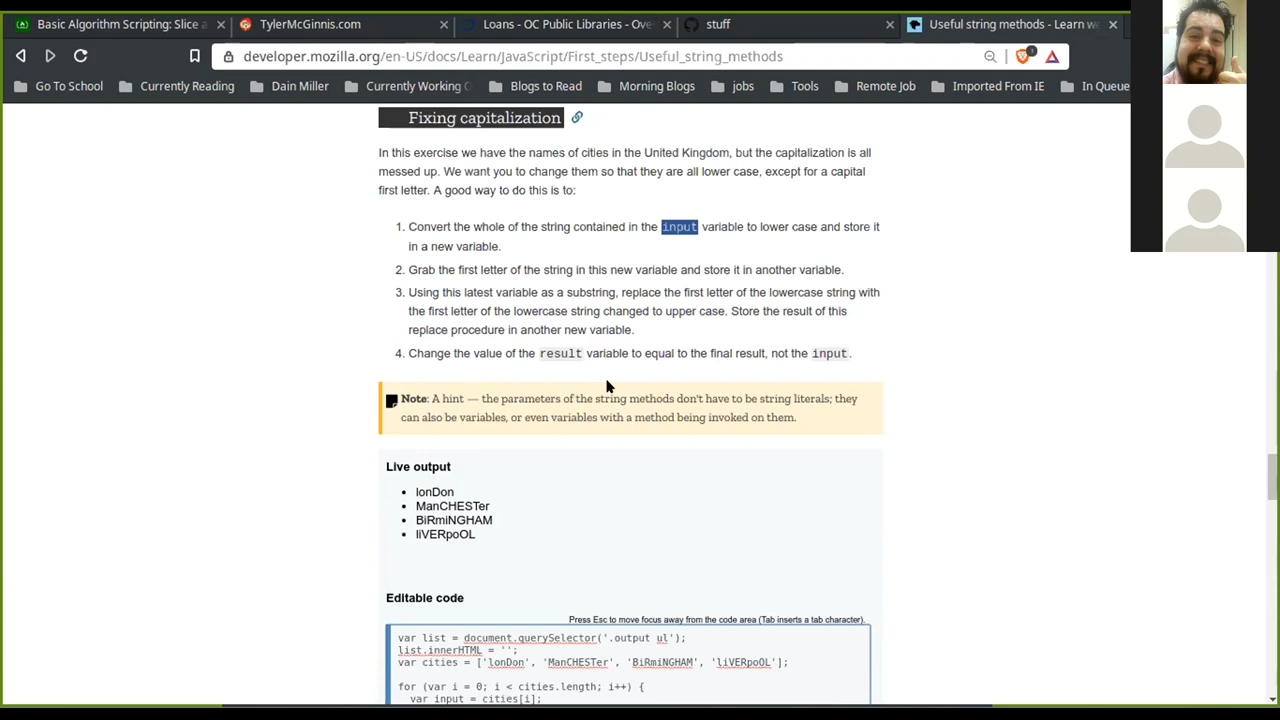 Basic Algorithm Scripting: Slice a
TylerMcGinnis.com
Loans - OC Public Libraries - Ove
stuff
Useful string methods - Learn we
developer.mozilla.org/en-US/docs/Learn/JavaScript/First_steps/Useful_string_methods
1
Go To School
Currently Reading
Dain Miller
Currently Working
Blogs to Read
Morning Blogs
jobs
Tools
Remote Job
Imported From IE
In Queue
Fixing capitalization
In this exercise we have the names of cities in the United Kingdom, but the capitalization is all
messed up. We want you to change them so that they are all lower case, except for a capital
first letter. A good way to do this is to:
1. Convert the whole of the string contained in the input variable to lower case and store it
in a new variable.
2. Grab the first letter of the string in this new variable and store it in another variable.
3. Using this latest variable as a substring, replace the first letter of the lowercase string with
the first letter of the lowercase string changed to upper case. Store the result of this
replace procedure in another new variable.
4. Change the value of the result variable to equal to the final result, not the input.
Note: A hint — the parameters of the string methods don't have to be string literals; they
can also be variables, or even variables with a method being invoked on them.
Live output
• lonDon
• ManCHESTer
• BiRmiNGHAM
• liVERpoOL
Editable code
Press Esc to move focus away from the code area (Tab inserts a tab character).
var list = document.querySelector('.output ul');
list.innerHTML = '';
var cities = ['lonDon', 'ManCHESTer', 'BiRmiNGHAM', 'liVERpoOL'];
for (var i = 0; i < cities.length; i++) {
var input = cities[i];